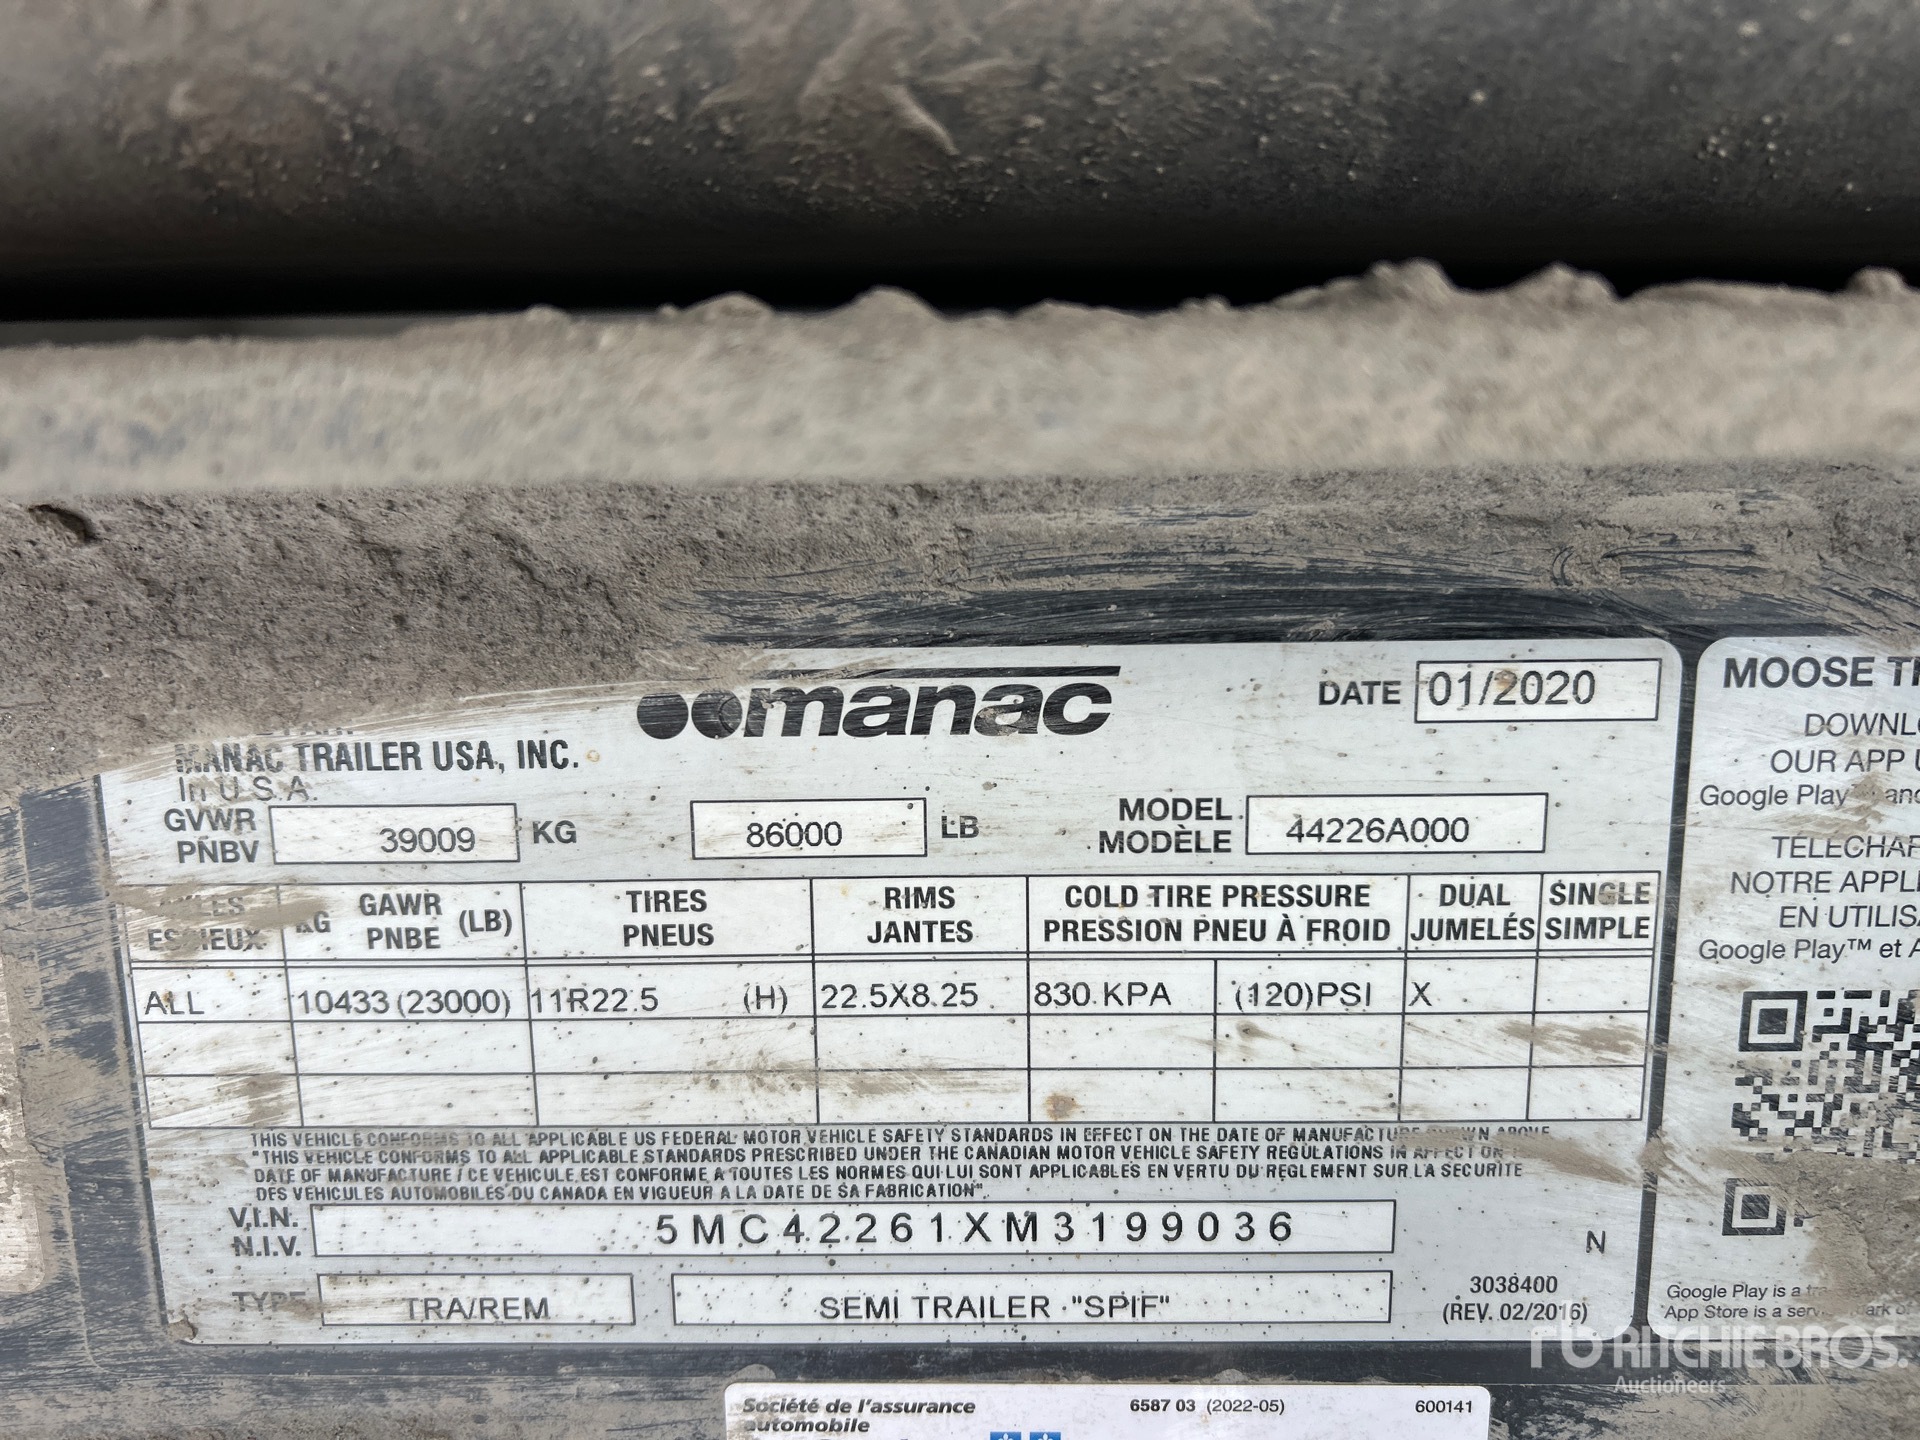 manac
DATE 01/2020
MANAC TRAILER USA, INC.
In U.S.A.
GVWR
PNBV 39009 KG 86000 LB
MODEL
MODÈLE 44226A000
ESSIEUX KG GAWR (LB)
PNBE
TIRES
PNEUS
RIMS
JANTES
COLD TIRE PRESSURE
PRESSION PNEU À FROID
DUAL
JUMELÉS
SINGLE
SIMPLE
ALL 10433 (23000) 11R22.5 (H) 22.5X8.25 830 KPA (120)PSI X
THIS VEHICLE CONFORMS TO ALL APPLICABLE US FEDERAL MOTOR VEHICLE SAFETY STANDARDS IN EFFECT ON THE DATE OF MANUFACTURE SHOWN ABOVE
"THIS VEHICLE CONFORMS TO ALL APPLICABLE STANDARDS PRESCRIBED UNDER THE CANADIAN MOTOR VEHICLE SAFETY REGULATIONS IN AFFECT ON
DATE OF MANUFACTURE / CE VEHICULE EST CONFORME A TOUTES LES NORMES QUI LUI SONT APPLICABLES EN VERTU DU REGLEMENT SUR LA SECURITE
DES VEHICULES AUTOMOBILES DU CANADA EN VIGUEUR A LA DATE DE SA FABRICATION"
V.I.N.
N.I.V. 5MC42261XM3199036 N
TYPE TRA/REM SEMI TRAILER "SPIF"
3038400
(REV. 02/2016)
MOOSE
OUR APP
Google Play
NOTRE
EN
Google Play™ et
Google Play is a
App Store is a
RITCHIE BROS.
Auctioneers
Société de l'assurance
automobile
6587 03 (2022-05)
600141